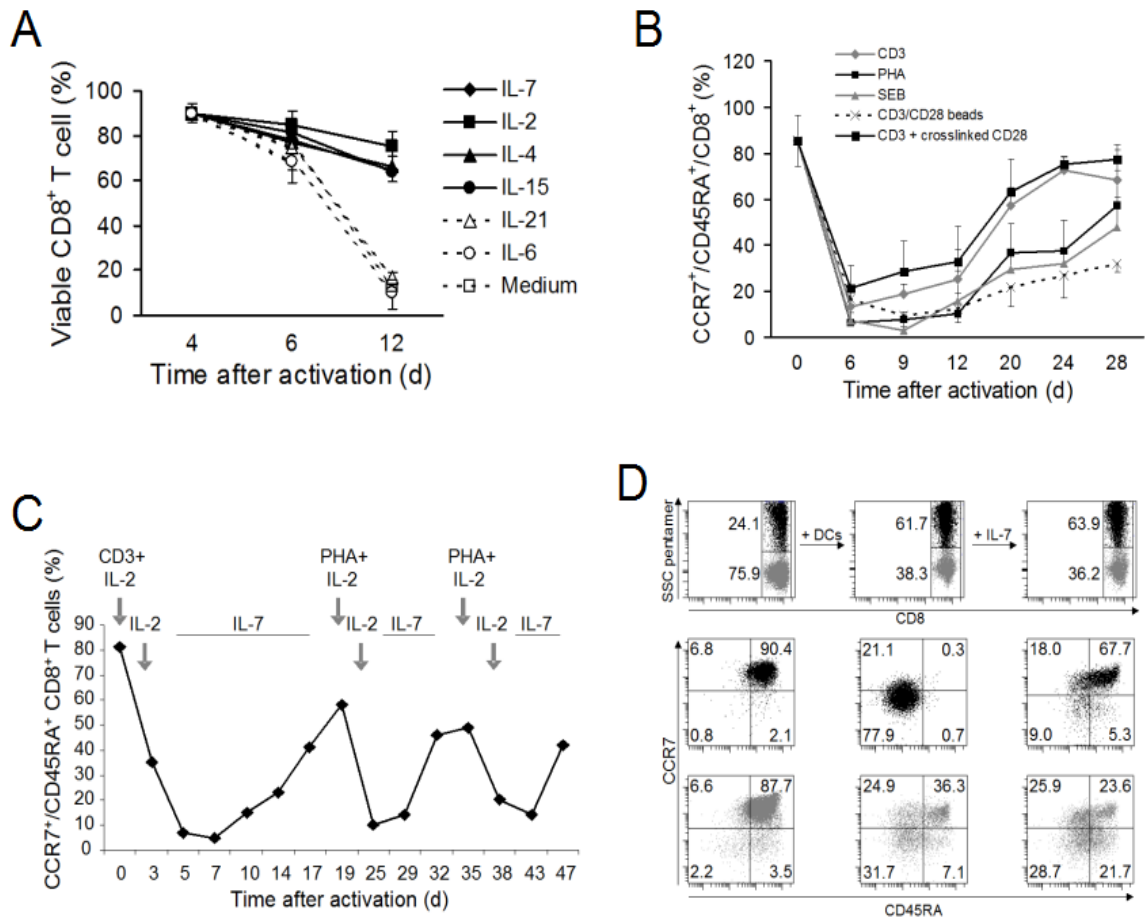 A
Viable CD8+ T cell (%)
100
80
60
40
20
0
4 6 12
Time after activation (d)
IL-7
IL-2
IL-4
IL-15
IL-21
IL-6
Medium
B
CCR7+/CD45RA+/CD8+ (%)
120
100
80
60
40
20
0
0 6 9 12 20 24 28
Time after activation (d)
CD3
PHA
SEB
CD3/CD28 beads
CD3 + crosslinked CD28
C
CD3+ PHA+ PHA+
IL-2 IL-2 IL-2
IL-2 IL-7 IL-2 IL-7 IL-2 IL-7
CCR7+/CD45RA+ CD8+ T cells (%)
90
80
70
60
50
40
30
20
10
0
0 3 5 7 10 14 17 19 25 29 32 35 38 43 47
Time after activation (d)
D
SSC pentamer
24.1 61.7 63.9
+ DCs + IL-7
75.9 38.3 36.2
CD8
CCR7
6.8 90.4 21.1 0.3 18.0 67.7
0.8 2.1 77.9 0.7 9.0 5.3
6.6 87.7 24.9 36.3 25.9 23.6
2.2 3.5 31.7 7.1 28.7 21.7
CD45RA